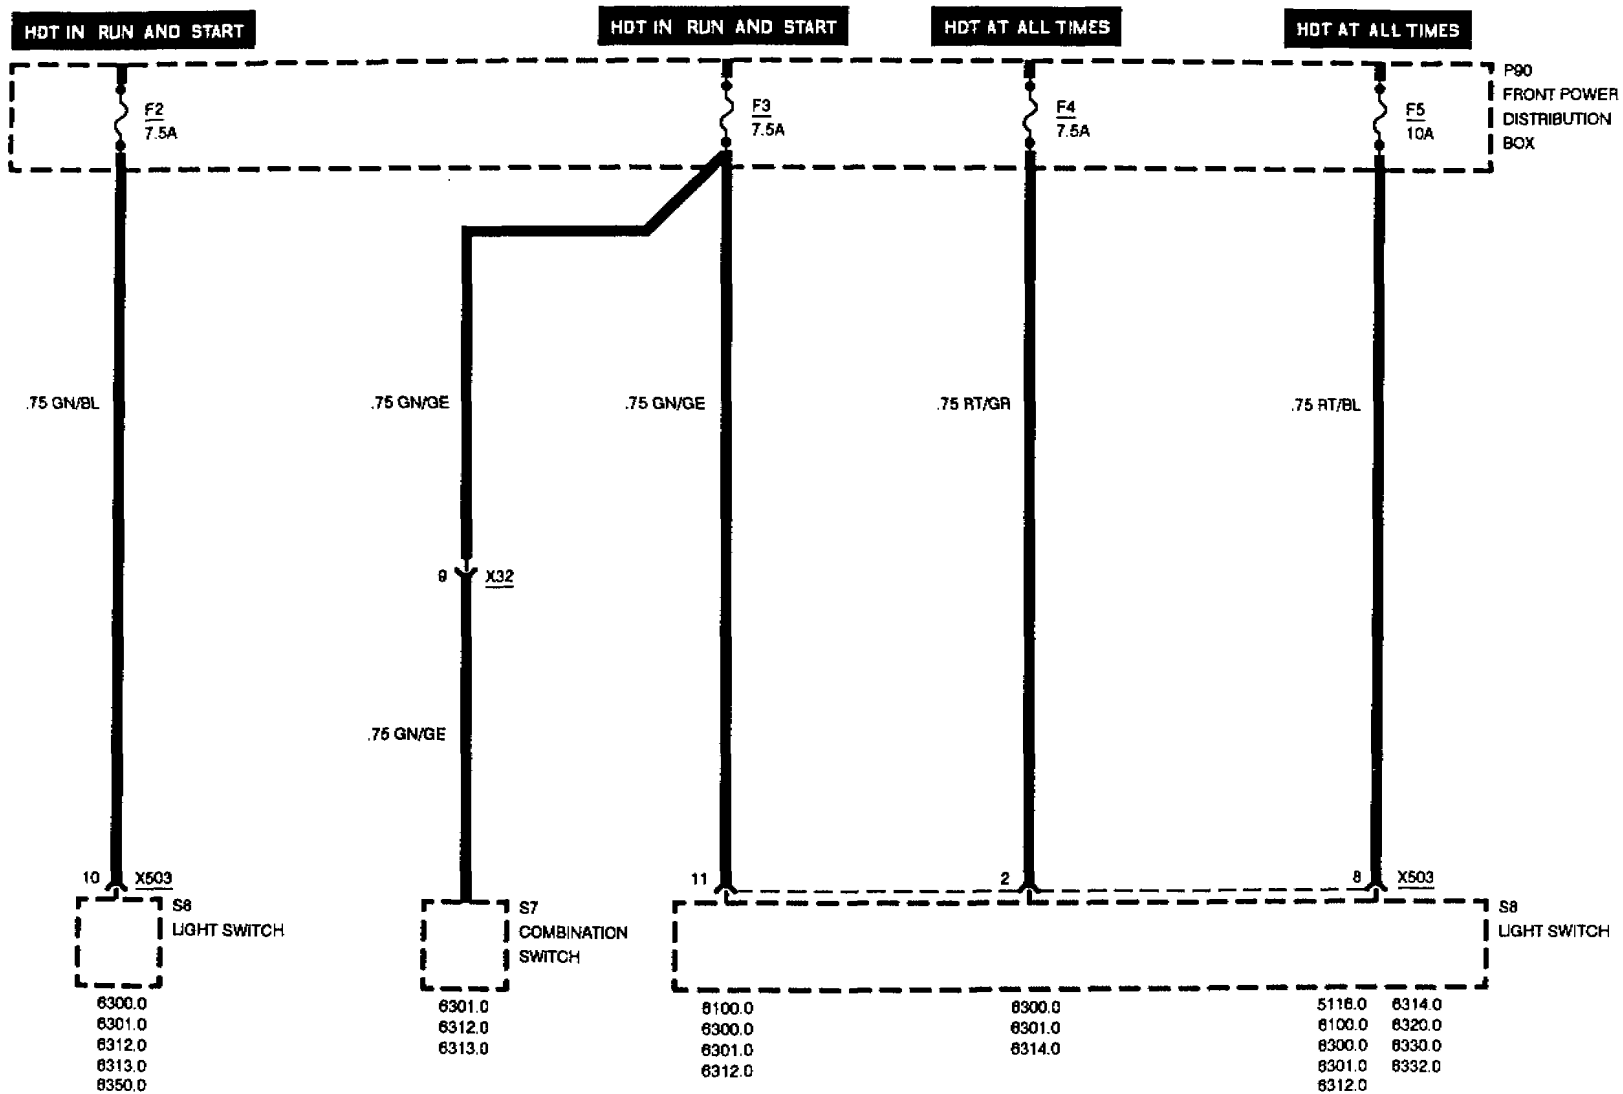 HOT IN RUN AND START
HOT IN RUN AND START
HOT AT ALL TIMES
HOT AT ALL TIMES
P90
FRONT POWER
DISTRIBUTION
BOX
F2
7.5A
F3
7.5A
F4
7.5A
F5
10A
.75 GN/BL
.75 GN/GE
.75 GN/GE
.75 RT/GR
.75 RT/BL
9
X32
.75 GN/GE
10
X503
11
2
8
X503
S8
LIGHT SWITCH
S7
COMBINATION
SWITCH
S8
LIGHT SWITCH
6300.0
6301.0
6312.0
6313.0
6350.0
6301.0
6312.0
6313.0
6100.0
6300.0
6301.0
6312.0
6300.0
6301.0
6314.0
5116.0 6314.0
6100.0 6320.0
6300.0 6330.0
6301.0 6332.0
6312.0